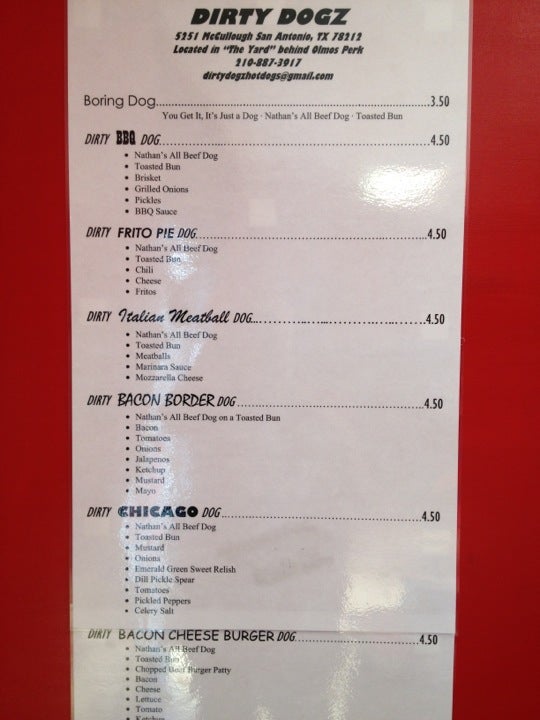 DIRTY DOGZ
5251 McCullough San Antonio, TX 78212
Located in "The Yard" behind Olmos Perk
210-887-3917
dirtydogzhotdogs@gmail.com
Boring Dog 3.50
You Get It, It's Just a Dog · Nathan's All Beef Dog · Toasted Bun
DIRTY BBQ DOG 4.50
• Nathan's All Beef Dog
• Toasted Bun
• Brisket
• Grilled Onions
• Pickles
• BBQ Sauce
DIRTY FRITO PIE DOG 4.50
• Nathan's All Beef Dog
• Toasted Bun
• Chili
• Cheese
• Fritos
DIRTY Italian Meatball DOG 4.50
• Nathan's All Beef Dog
• Toasted Bun
• Meatballs
• Marinara Sauce
• Mozzarella Cheese
DIRTY BACON BORDER DOG 4.50
• Nathan's All Beef Dog on a Toasted Bun
• Bacon
• Tomatoes
• Onions
• Jalapenos
• Ketchup
• Mustard
• Mayo
DIRTY CHICAGO DOG 4.50
• Nathan's All Beef Dog
• Toasted Bun
• Mustard
• Onions
• Emerald Green Sweet Relish
• Dill Pickle Spear
• Tomatoes
• Pickled Peppers
• Celery Salt
DIRTY BACON CHEESE BURGER DOG 4.50
• Nathan's All Beef Dog
• Toasted Bun
• Chopped Beef Burger Patty
• Bacon
• Cheese
• Lettuce
• Tomato
• Ketchup